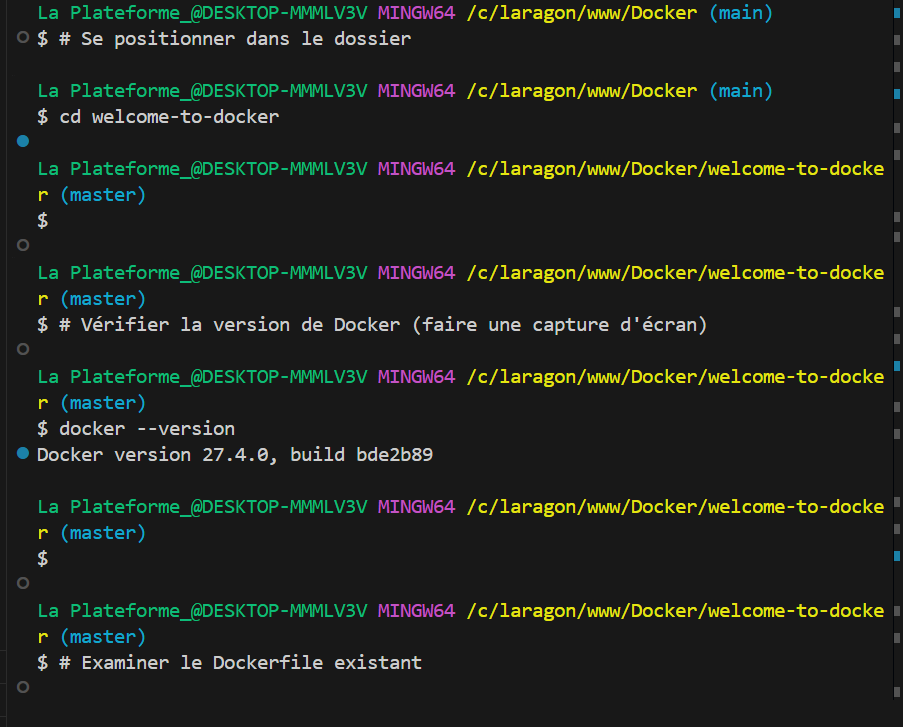 La Plateforme_@DESKTOP-MMMLV3V MINGW64 /c/laragon/www/Docker (main)
$ # Se positionner dans le dossier
La Plateforme_@DESKTOP-MMMLV3V MINGW64 /c/laragon/www/Docker (main)
$ cd welcome-to-docker
La Plateforme_@DESKTOP-MMMLV3V MINGW64 /c/laragon/www/Docker/welcome-to-docke
r (master)
$
La Plateforme_@DESKTOP-MMMLV3V MINGW64 /c/laragon/www/Docker/welcome-to-docke
r (master)
$ # Vérifier la version de Docker (faire une capture d'écran)
La Plateforme_@DESKTOP-MMMLV3V MINGW64 /c/laragon/www/Docker/welcome-to-docke
r (master)
$ docker --version
Docker version 27.4.0, build bde2b89
La Plateforme_@DESKTOP-MMMLV3V MINGW64 /c/laragon/www/Docker/welcome-to-docke
r (master)
$
La Plateforme_@DESKTOP-MMMLV3V MINGW64 /c/laragon/www/Docker/welcome-to-docke
r (master)
$ # Examiner le Dockerfile existant